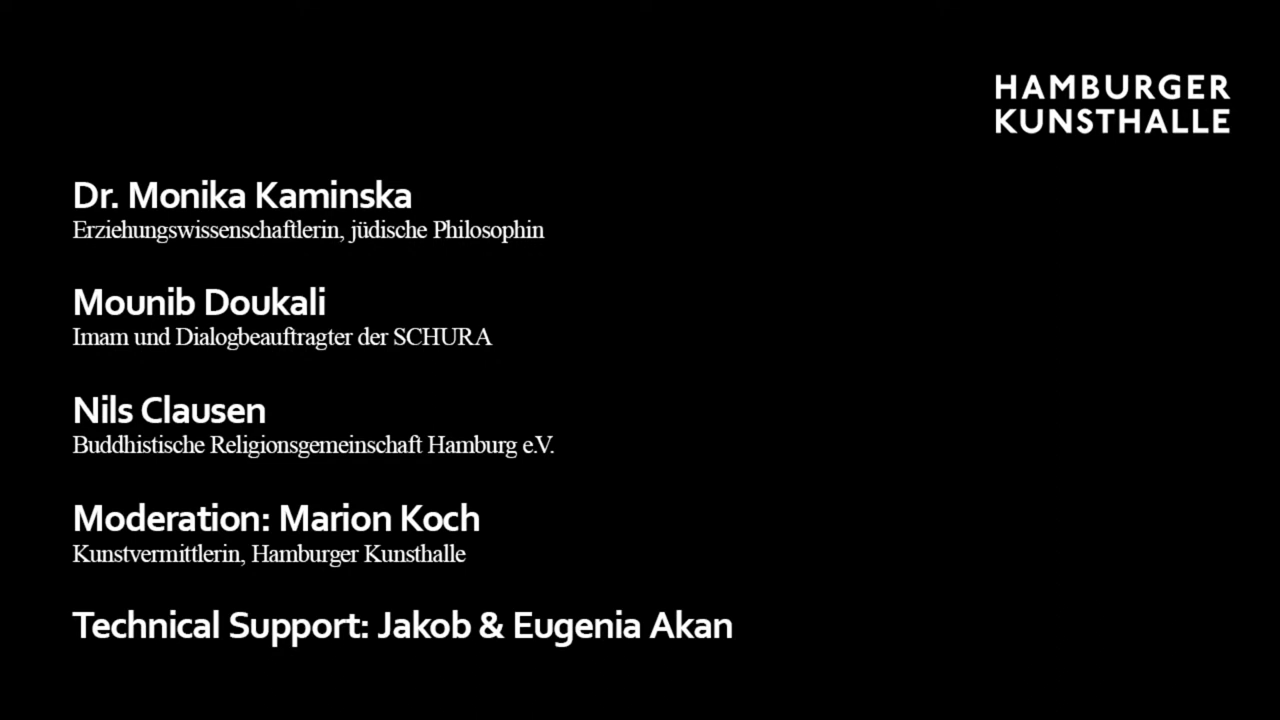 HAMBURGER
KUNSTHALLE
Dr. Monika Kaminska
Erziehungswissenschaftlerin, jüdische Philosophin
Mounib Doukali
Imam und Dialogbeauftragter der SCHURA
Nils Clausen
Buddhistische Religionsgemeinschaft Hamburg e.V.
Moderation: Marion Koch
Kunstvermittlerin, Hamburger Kunsthalle
Technical Support: Jakob & Eugenia Akan